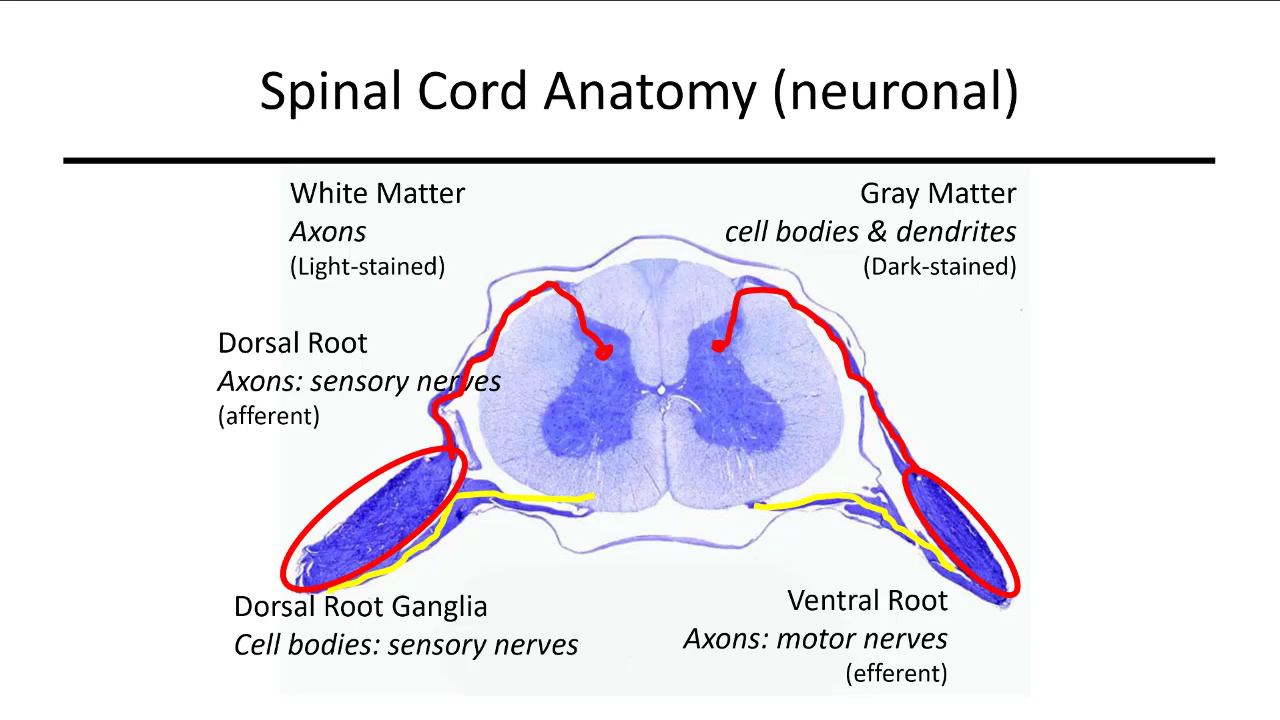 Spinal Cord Anatomy (neuronal)
White Matter
Axons
(Light-stained)
Gray Matter
cell bodies & dendrites
(Dark-stained)
Dorsal Root
Axons: sensory nerves
(afferent)
Dorsal Root Ganglia
Cell bodies: sensory nerves
Ventral Root
Axons: motor nerves
(efferent)